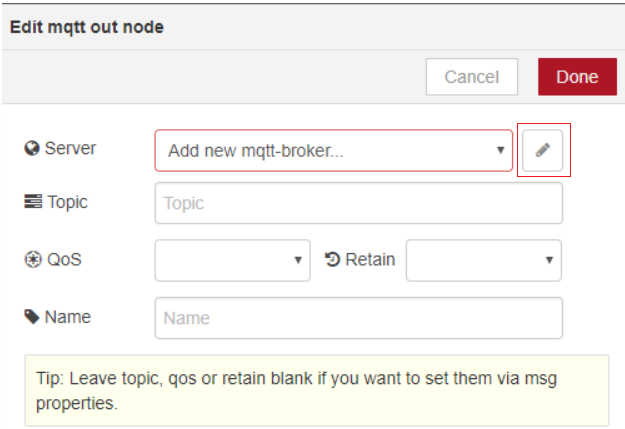 Edit mqtt out node
Cancel Done
Server Add new mqtt-broker...
Topic Topic
QoS Retain
Name Name
Tip: Leave topic, qos or retain blank if you want to set them via msg
properties.